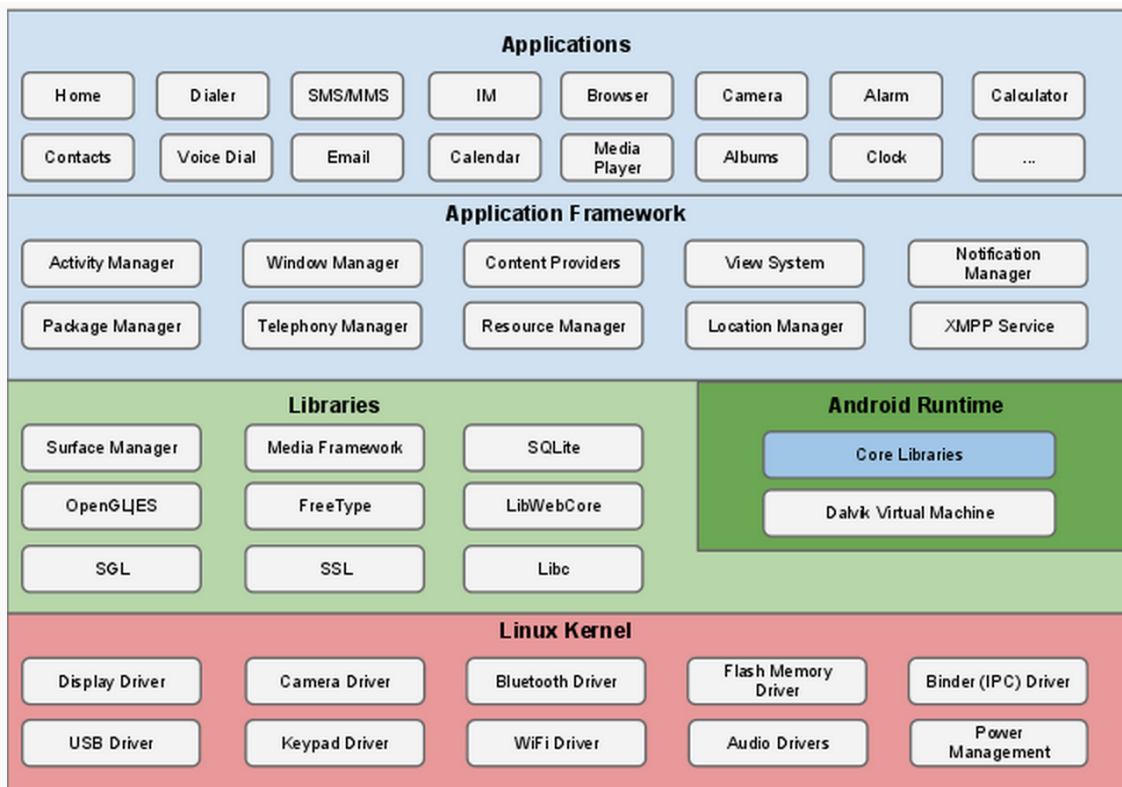 Applications
Home
Dialer
SMS/MMS
IM
Browser
Camera
Alarm
Calculator
Contacts
Voice Dial
Email
Calendar
Media
Player
Albums
Clock
...
Application Framework
Activity Manager
Window Manager
Content Providers
View System
Notification
Manager
Package Manager
Telephony Manager
Resource Manager
Location Manager
XMPP Service
Libraries
Surface Manager
Media Framework
SQLite
OpenGL|ES
FreeType
LibWebCore
SGL
SSL
Libc
Android Runtime
Core Libraries
Dalvik Virtual Machine
Linux Kernel
Display Driver
Camera Driver
Bluetooth Driver
Flash Memory
Driver
Binder (IPC) Driver
USB Driver
Keypad Driver
WiFi Driver
Audio Drivers
Power
Management